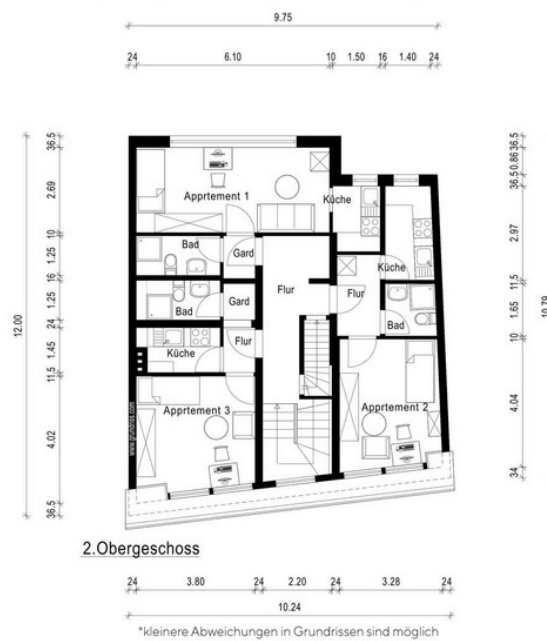 9.75
24 6.10 10 1.50 16 1.40 24
36.5
2.69
10
1.25
16
1.25
24
1.45
11.5
4.02
36.5
12.00
36.5
0.86
36.5
2.97
11.5
1.65
10
4.04
34
10.79
Apprtement 1
Küche
Bad
Gard
Flur
Küche
Bad
Gard
Flur
Bad
Küche
Flur
Apprtement 3
Apprtement 2
www.grundriss.com
2.Obergeschoss
24 3.80 24 2.20 24 3.28 24
10.24
*kleinere Abweichungen in Grundrissen sind möglich